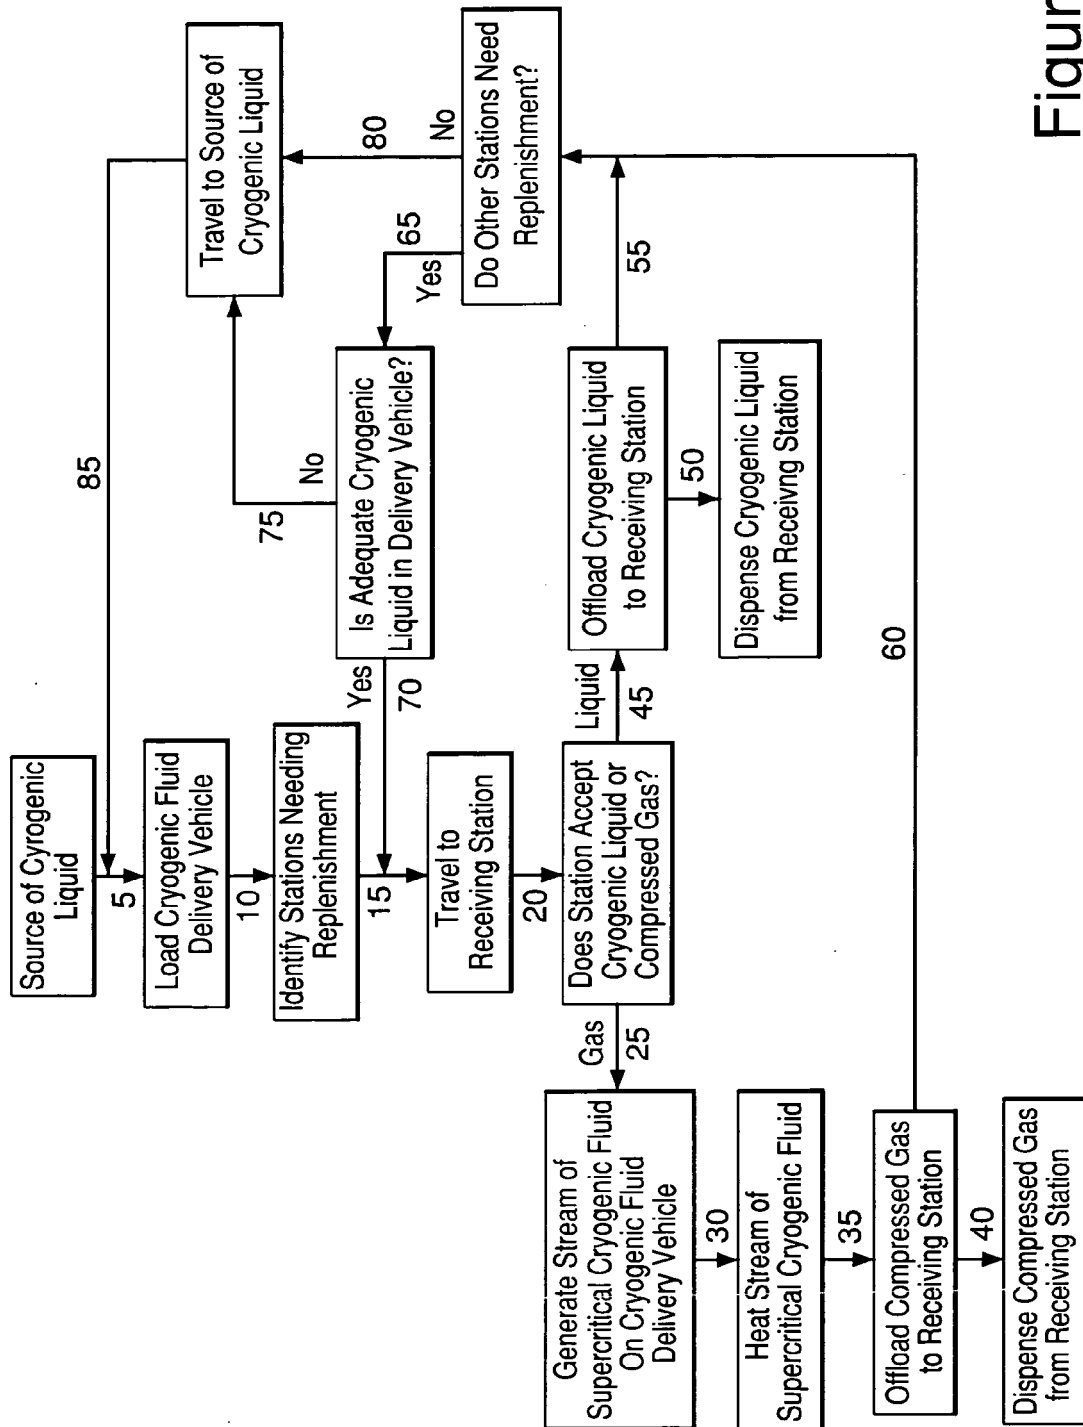 Source of Cyrogenic
Liquid
5
Load Cryogenic Fluid
Delivery Vehicle
10
Identify Stations Needing
Replenishment
15
Travel to
Receiving Station
20
Does Station Accept
Cryogenic Liquid or
Compressed Gas?
Gas
25
Liquid
45
Generate Stream of
Supercritical Cryogenic Fluid
On Cryogenic Fluid
Delivery Vehicle
30
Heat Stream of
Supercritical Cryogenic Fluid
35
Offload Compressed Gas
to Receiving Station
40
Dispense Compressed Gas
from Receiving Station
Offload Cryogenic Liquid
to Receiving Station
50
Dispense Cryogenic Liquid
from Receivng Station
55
60
Do Other Stations Need
Replenishment?
Yes
65
No
80
Is Adequate Cryogenic
Liquid in Delivery Vehicle?
Yes
70
No
75
Travel to Source of
Cryogenic Liquid
85